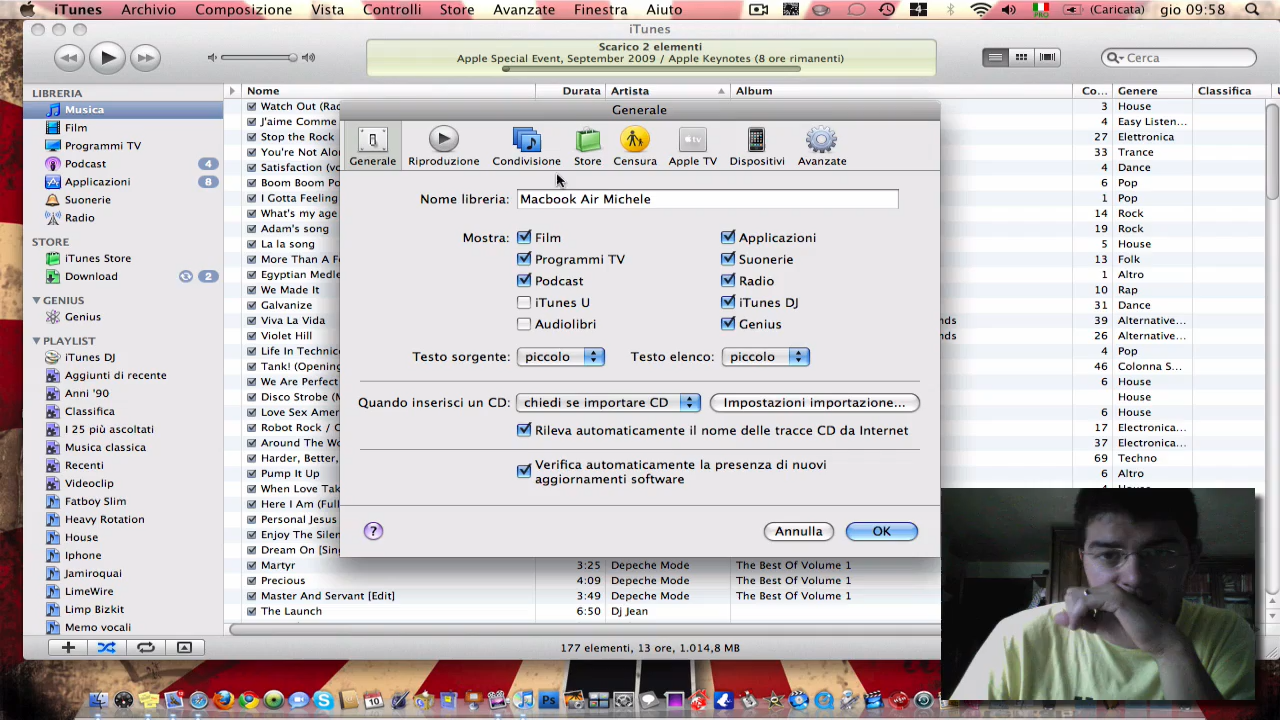 iTunes Archivio Composizione Vista Controlli Store Avanzate Finestra Aiuto 4 PRO (Caricata) gio 09:58
iTunes
Scarico 2 elementi
Apple Special Event, September 2009 / Apple Keynotes (8 ore rimanenti)
Cerca
LIBRERIA
Musica
Film
Programmi TV
Podcast 4
Applicazioni 8
Suonerie
Radio
STORE
iTunes Store
Download 2
GENIUS
Genius
PLAYLIST
iTunes DJ
Aggiunti di recente
Anni '90
Classifica
I 25 più ascoltati
Musica classica
Recenti
Videoclip
Fatboy Slim
Heavy Rotation
House
Iphone
Jamiroquai
LimeWire
Limp Bizkit
Memo vocali
Nome Durata Artista Album Co... Genere Classifica U
Watch Out (Rad 3 House
J'aime Comme 2 Easy Listen...
Stop the Rock 27 Elettronica
You're Not Alo 33 Trance
Satisfaction (vo 4 Dance
Boom Boom Po 6 Pop
I Gotta Feeling 1 Pop
What's my age 14 Rock
Adam's song 19 Rock
La la song 5 House
More Than A F 13 Folk
Egyptian Medle 1 Altro
We Made It 10 Rap
Galvanize 31 Dance
Viva La Vida nds 39 Alternative...
Violet Hill nds 36 Alternative...
Life In Technic 4 Pop
Tank! (Opening 46 Colonna S...
We Are Perfect 6 House
Disco Strobe (M House
Love Sex Amer 6 House
Robot Rock / O 17 Elettronica
Around The Wo 37 Elettronica
Harder, Better, 69 Techno
Pump It Up 6 Altro
When Love Tak
Here I Am (Ful
Personal Jesus
Enjoy The Silen
Dream On [Sing
Martyr 3:25 Depeche Mode The Best Of Volume 1
Precious 4:09 Depeche Mode The Best Of Volume 1
Master And Servant [Edit] 3:49 Depeche Mode The Best Of Volume 1
The Launch 6:50 Dj Jean
177 elementi, 13 ore, 1.014,8 MB
Generale
Generale Riproduzione Condivisione Store Censura Apple TV Dispositivi Avanzate
Nome libreria: Macbook Air Michele
Mostra: Film Applicazioni
Programmi TV Suonerie
Podcast Radio
iTunes U iTunes DJ
Audiolibri Genius
Testo sorgente: piccolo Testo elenco: piccolo
Quando inserisci un CD: chiedi se importare CD Impostazioni importazione...
Rileva automaticamente il nome delle tracce CD da Internet
Verifica automaticamente la presenza di nuovi
aggiornamenti software
? Annulla OK